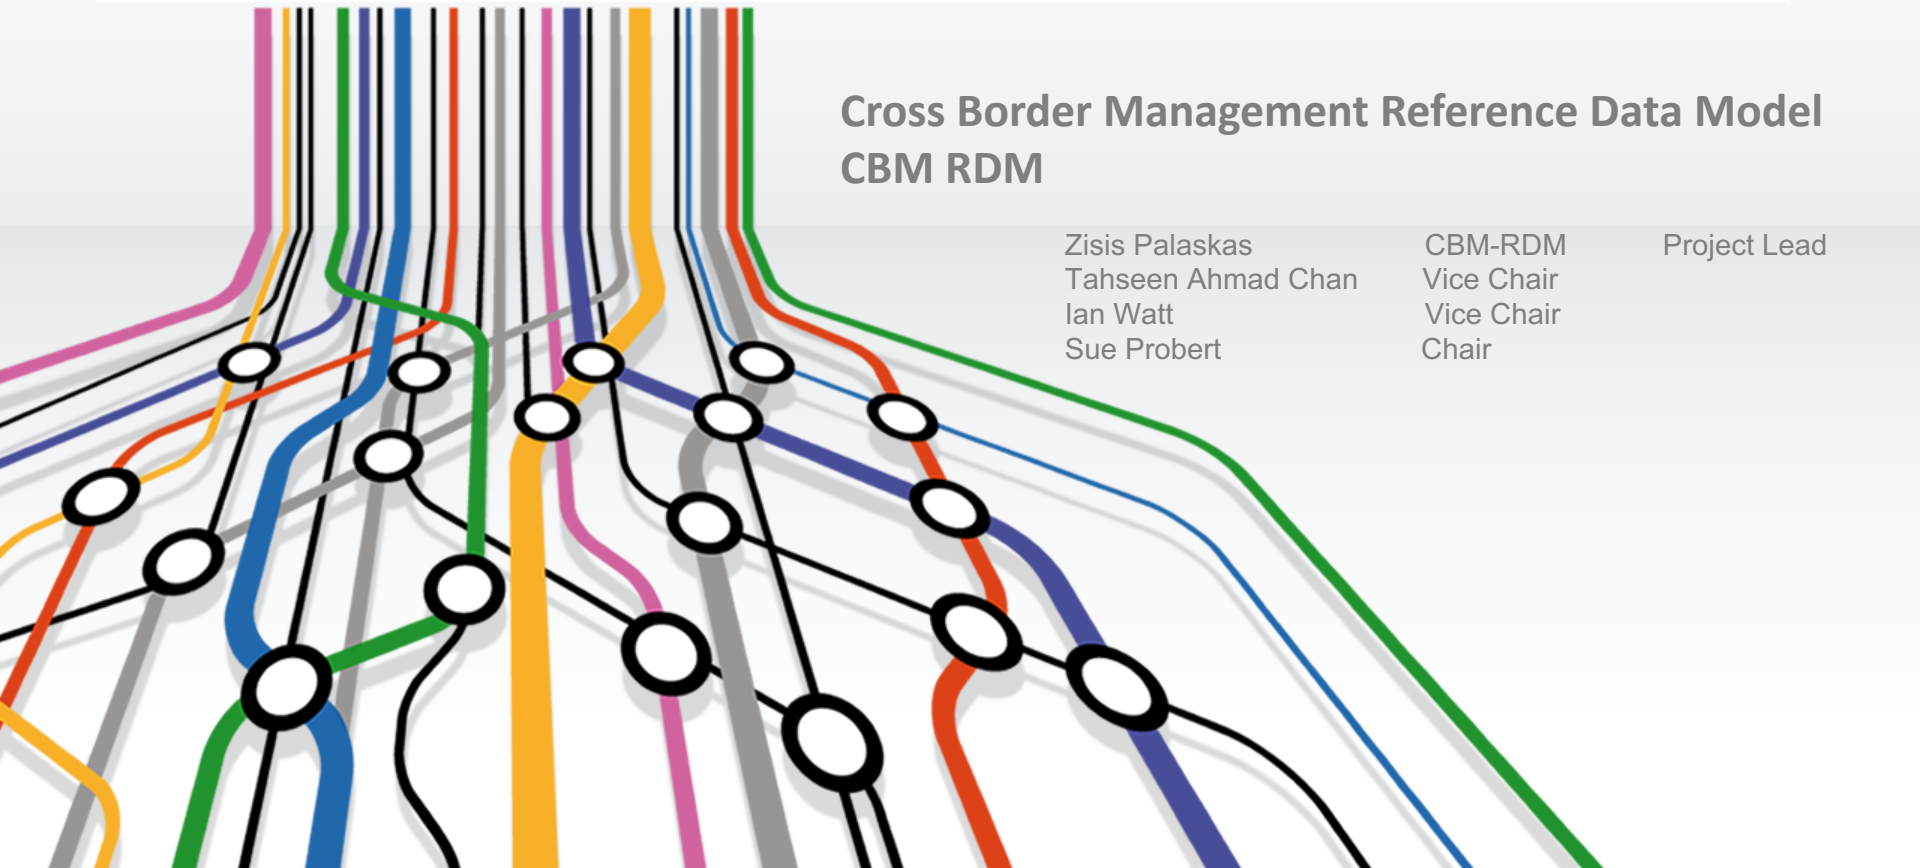 Cross Border Management Reference Data Model
CBM RDM
Zisis Palaskas CBM-RDM Project Lead
Tahseen Ahmad Chan Vice Chair
Ian Watt Vice Chair
Sue Probert Chair